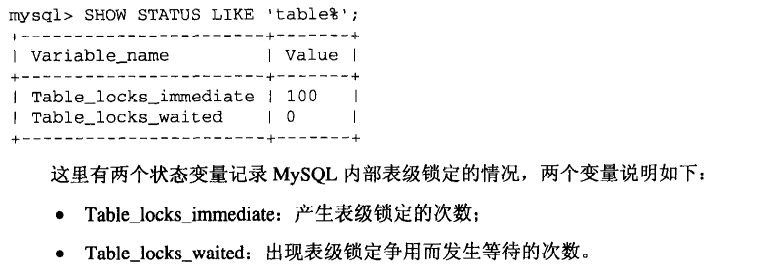 mysql> SHOW STATUS LIKE 'table%';
+-----------------------+-------+
| Variable_name | Value |
+-----------------------+-------+
| Table_locks_immediate | 100 |
| Table_locks_waited | 0 |
+-----------------------+-------+
这里有两个状态变量记录 MySQL 内部表级锁定的情况，两个变量说明如下：
● Table_locks_immediate：产生表级锁定的次数；
● Table_locks_waited：出现表级锁定争用而发生等待的次数。